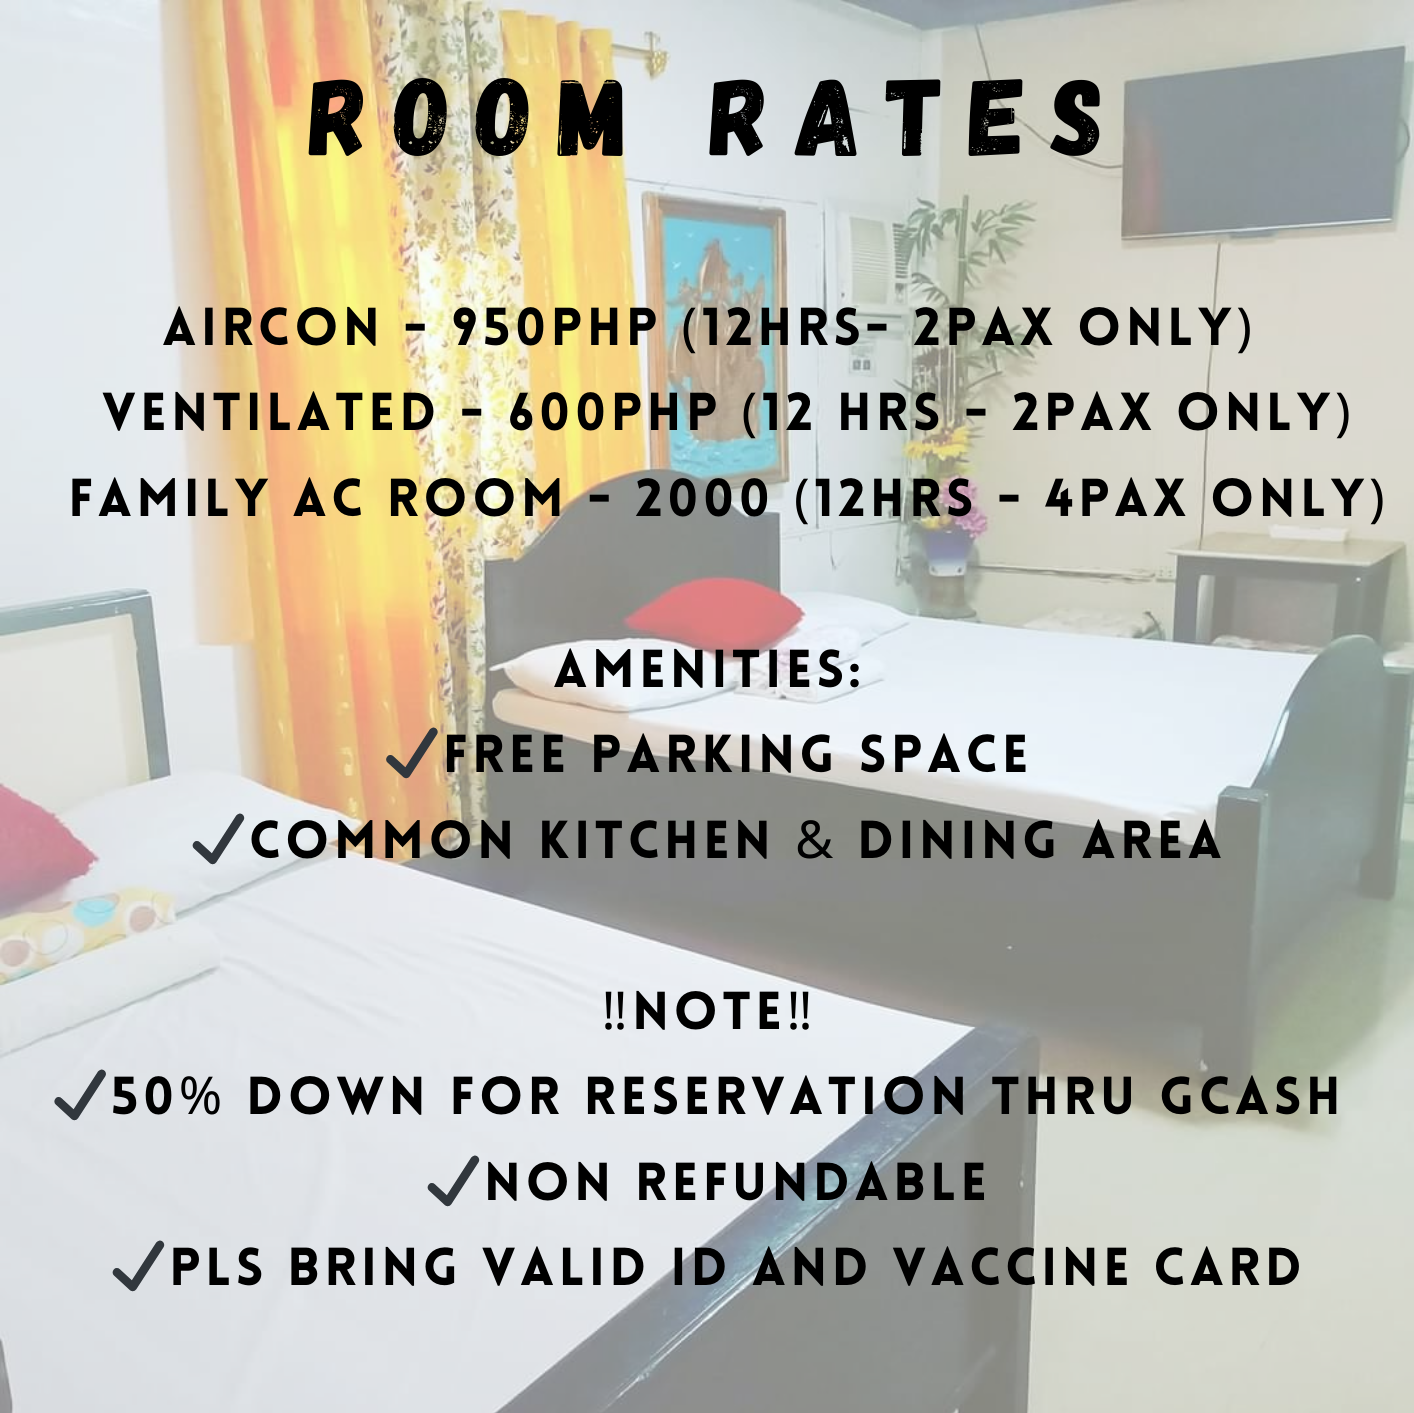 ROOM RATES
AIRCON - 950PHP (12HRS- 2PAX ONLY)
VENTILATED - 600PHP (12 HRS - 2PAX ONLY)
FAMILY AC ROOM - 2000 (12HRS - 4PAX ONLY)
AMENITIES:
✔FREE PARKING SPACE
✔COMMON KITCHEN & DINING AREA
‼NOTE‼
✔50% DOWN FOR RESERVATION THRU GCASH
✔NON REFUNDABLE
✔PLS BRING VALID ID AND VACCINE CARD